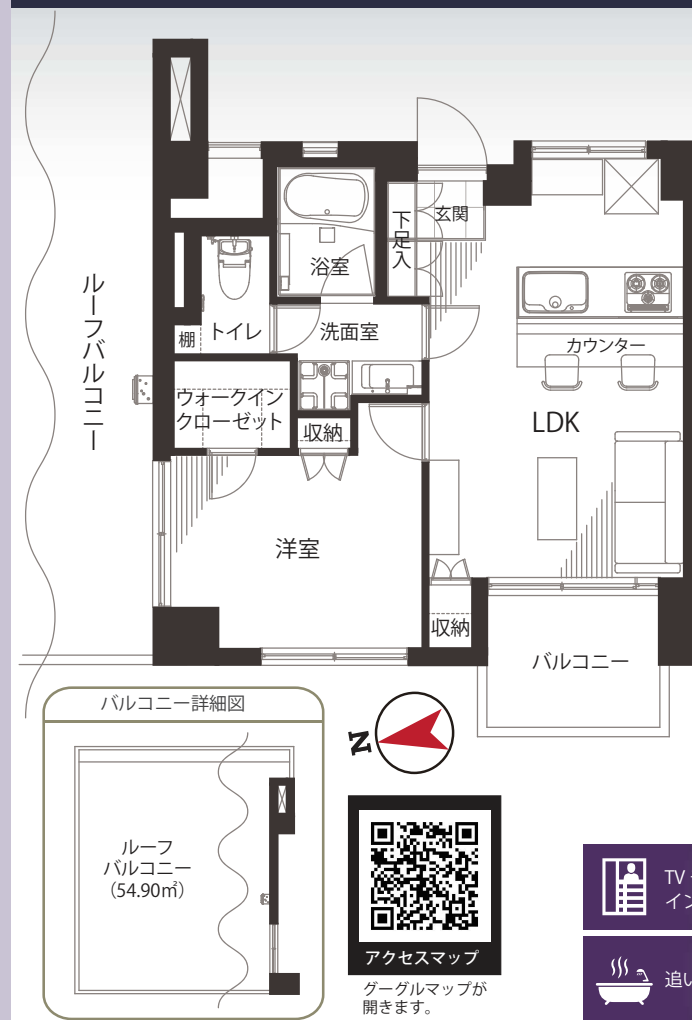 玄関
下足入
浴室
ルーフバルコニー
棚
トイレ
洗面室
カウンター
ウォークイン
クローゼット
収納
LDK
洋室
収納
バルコニー
バルコニー詳細図
N
ルーフ
バルコニー
(54.90㎡)
アクセスマップ
グーグルマップが
開きます。
TV
イン
追い